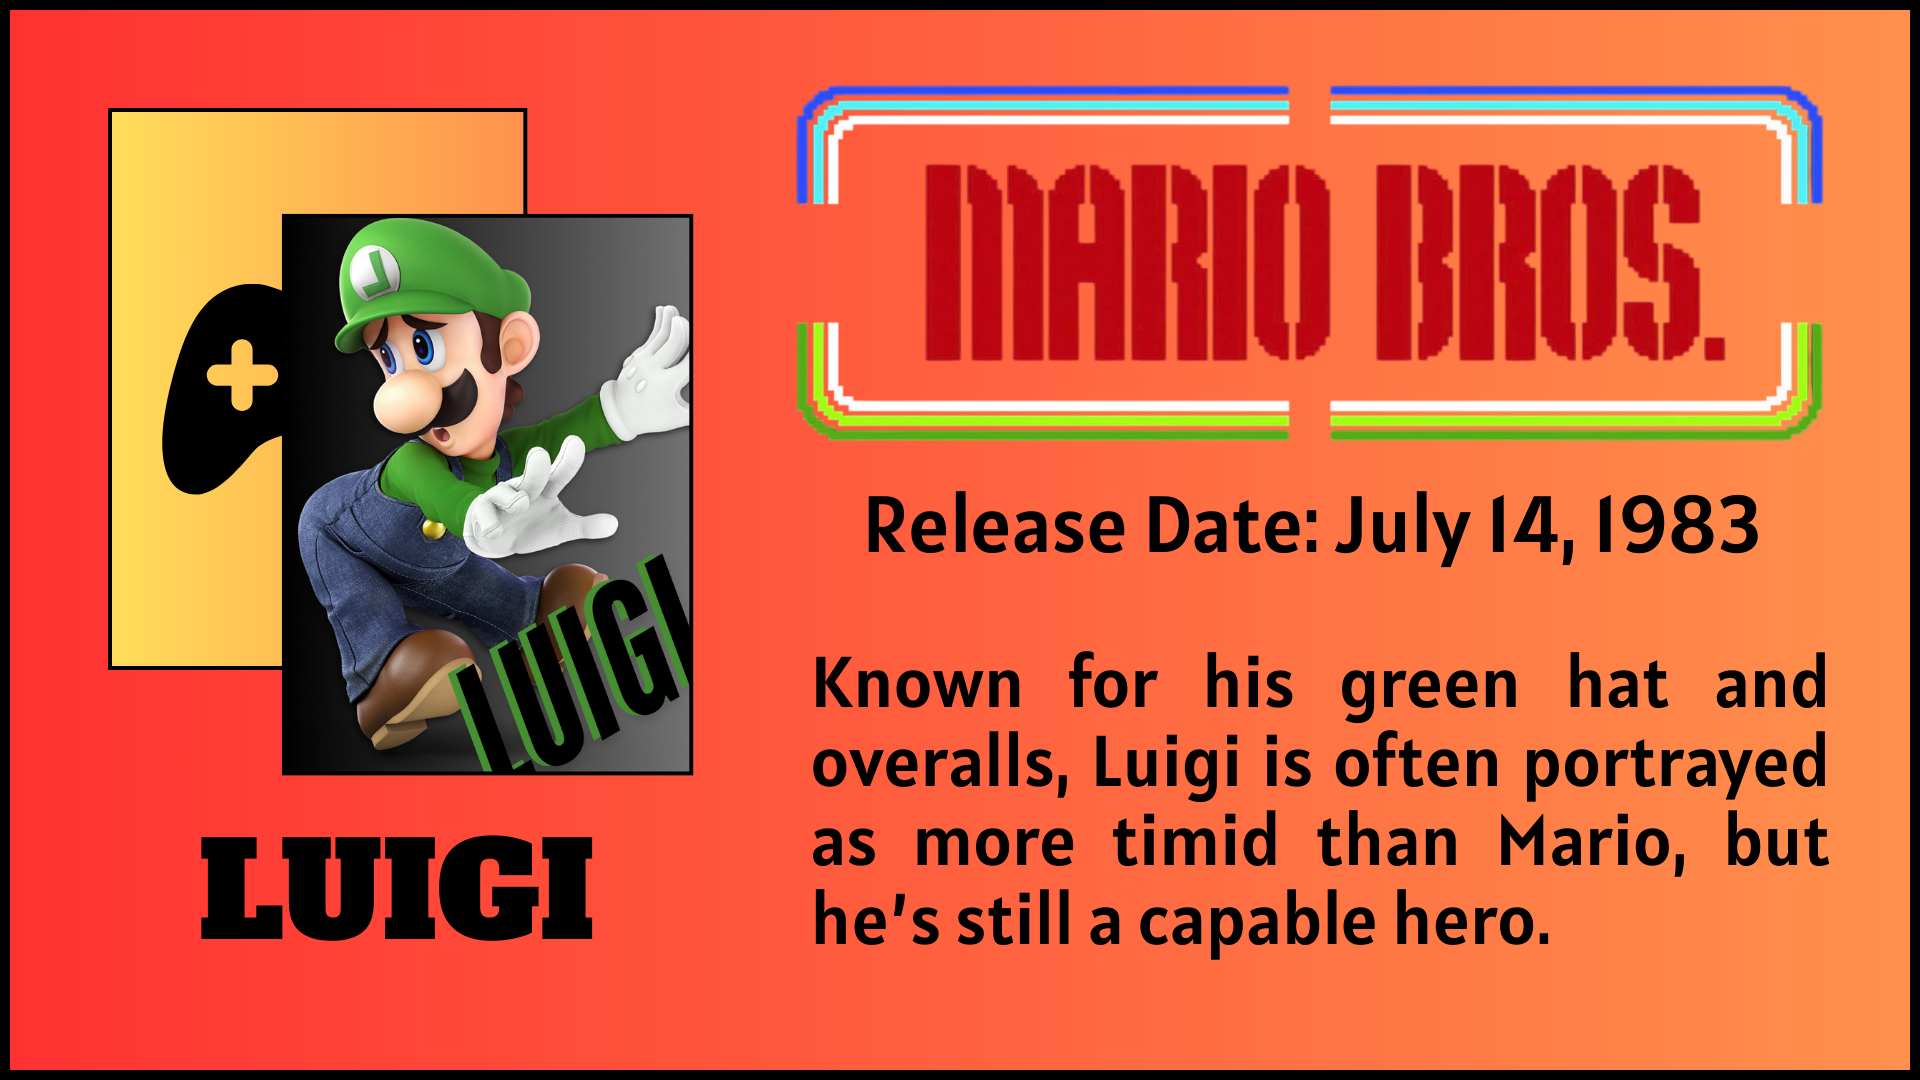 MARIO BROS.
Release Date: July 14, 1983
L
LUIGI
LUIGI
Known for his green hat and
overalls, Luigi is often portrayed
as more timid than Mario, but
he's still a capable hero.